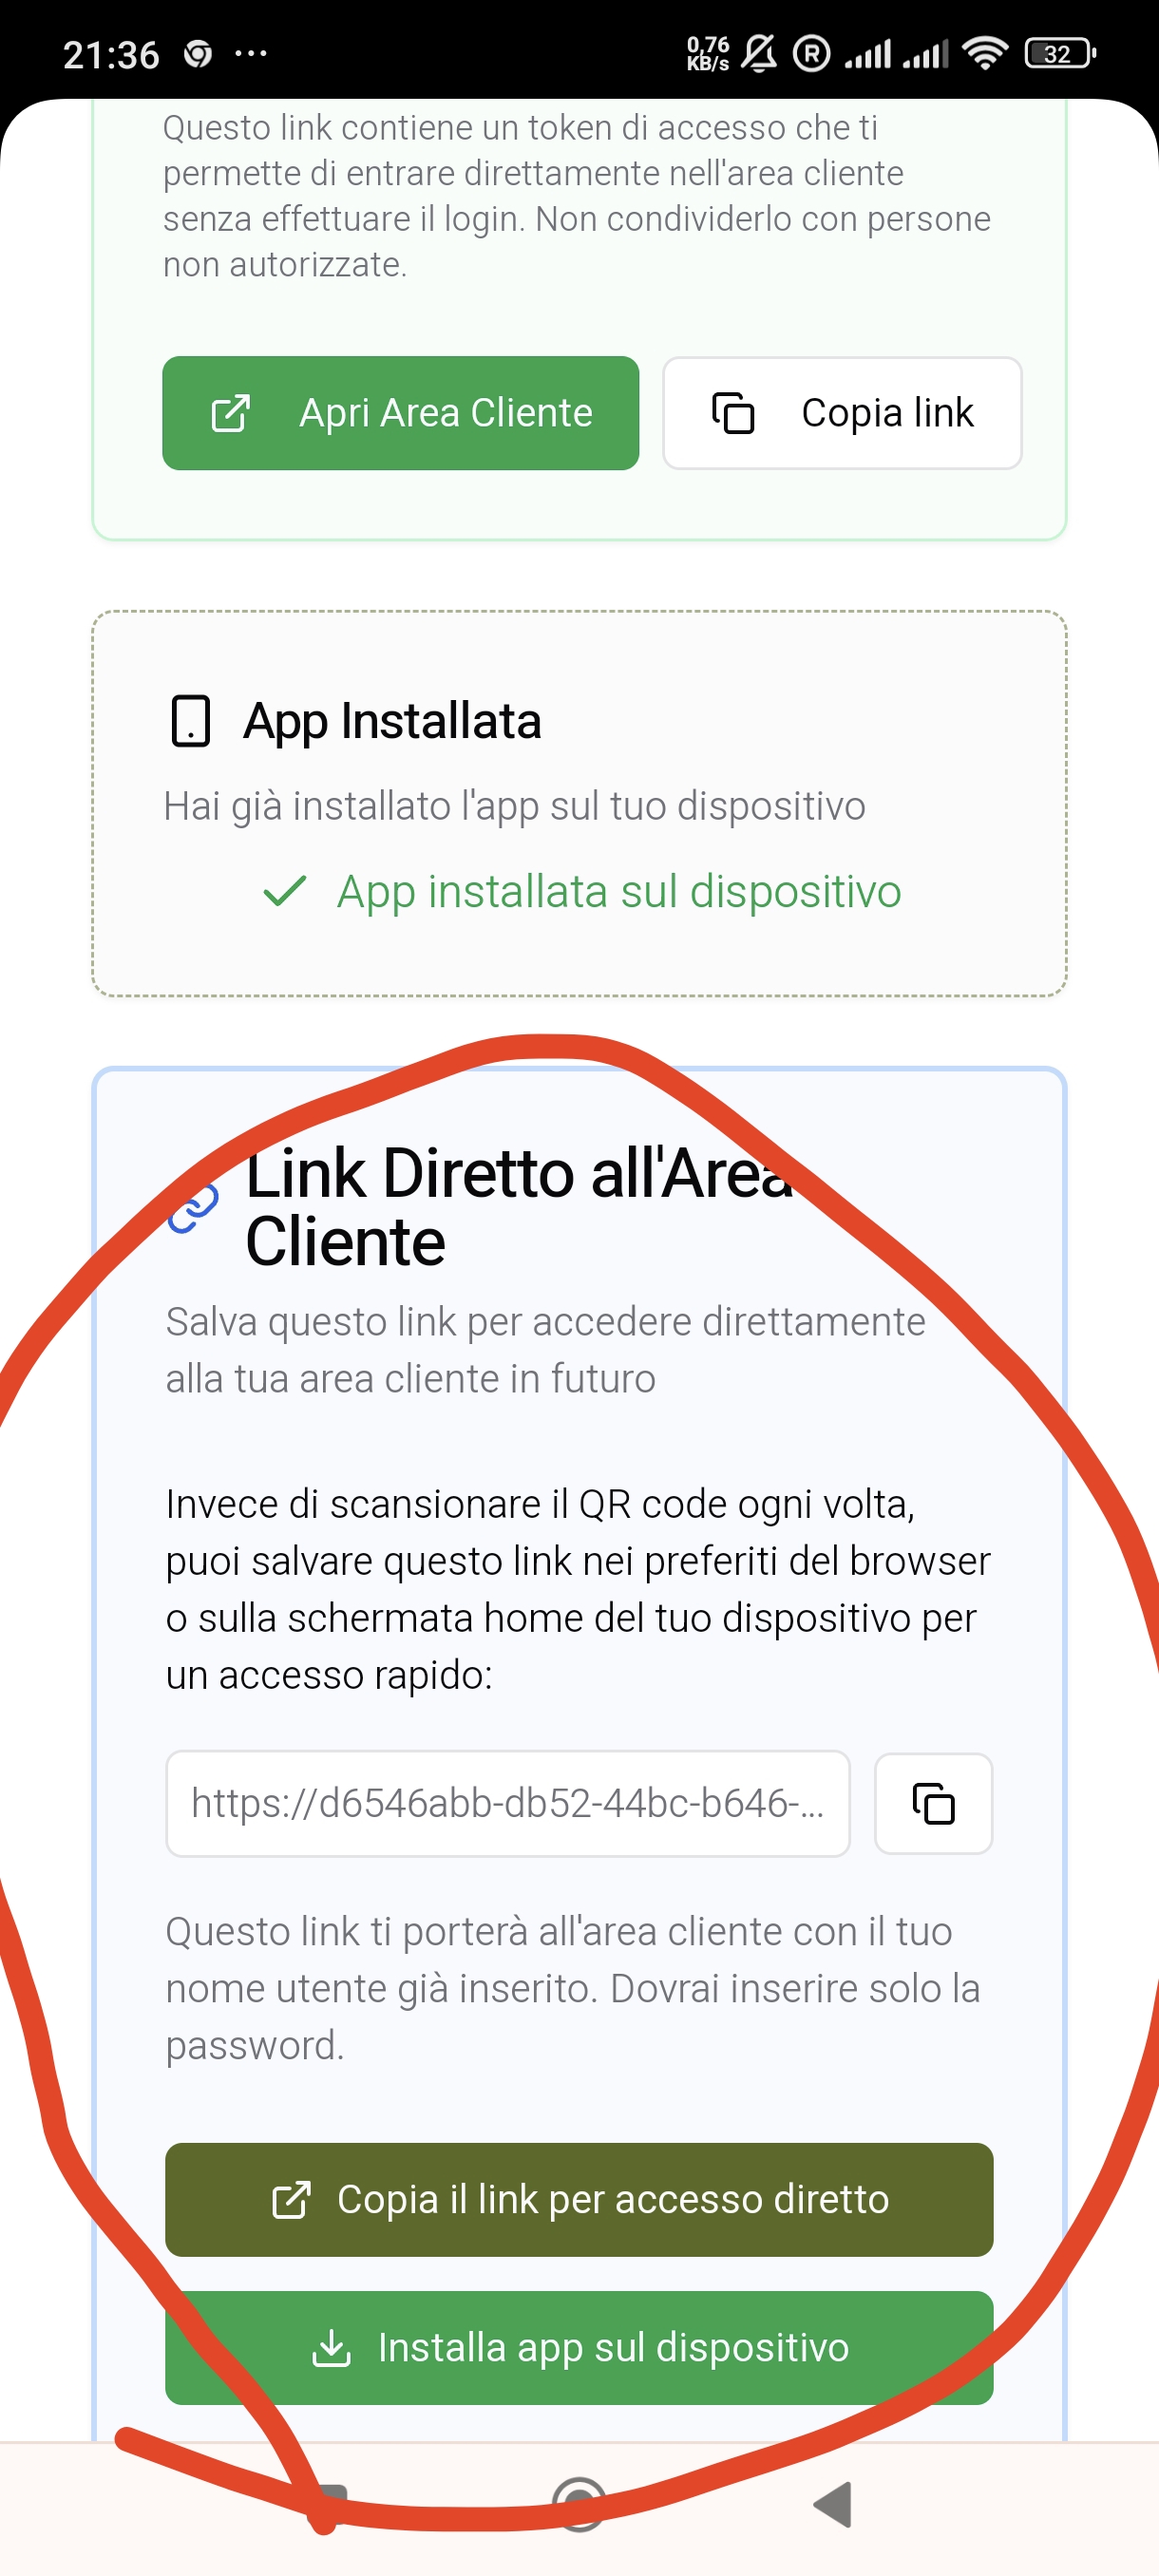 21:36
0,76
KB/s
R
32
Questo link contiene un token di accesso che ti
permette di entrare direttamente nell'area cliente
senza effettuare il login. Non condividerlo con persone
non autorizzate.
Apri Area Cliente
Copia link
App Installata
Hai già installato l'app sul tuo dispositivo
App installata sul dispositivo
Link Diretto all'Area
Cliente
Salva questo link per accedere direttamente
alla tua area cliente in futuro
Invece di scansionare il QR code ogni volta,
puoi salvare questo link nei preferiti del browser
o sulla schermata home del tuo dispositivo per
un accesso rapido:
https://d6546abb-db52-44bc-b646-...
Questo link ti porterà all'area cliente con il tuo
nome utente già inserito. Dovrai inserire solo la
password.
Copia il link per accesso diretto
Installa app sul dispositivo